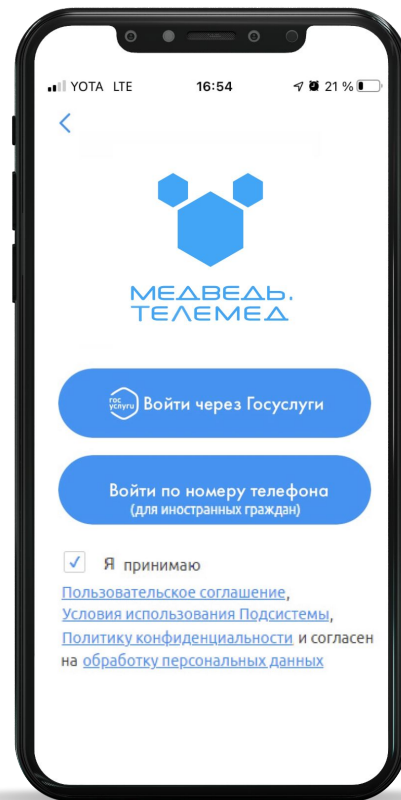 YOTA LTE 16:54 21 %
МЕДВЕДЬ.
ТЕЛЕМЕД
гос услуги Войти через Госуслуги
Войти по номеру телефона
(для иностранных граждан)
Я принимаю
Пользовательское соглашение,
Условия использования Подсистемы,
Политику конфиденциальности и согласен
на обработку персональных данных